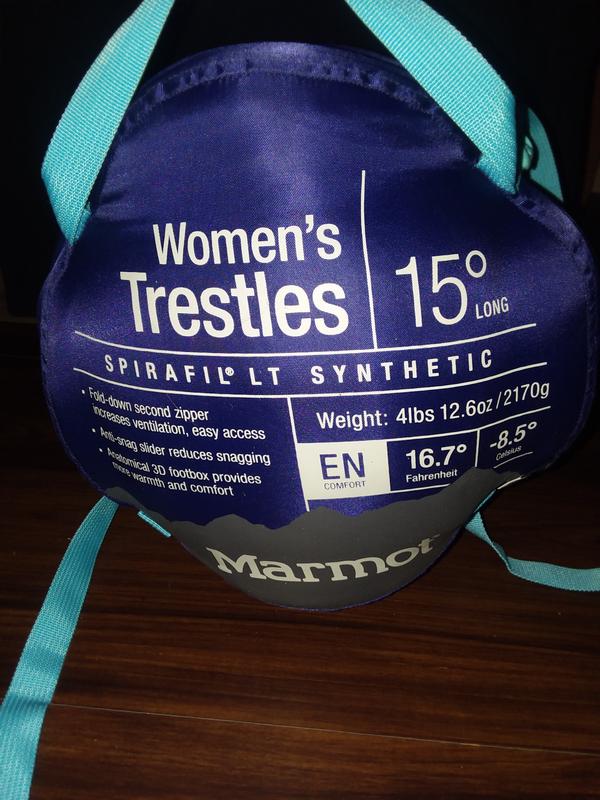 Women's
Trestles
15°
LONG
SPIRAFIL® LT SYNTHETIC
• Fold-down second zipper
increases ventilation, easy access
• Anti-snag slider reduces snagging
• Anatomical 3D footbox provides
more warmth and comfort
Weight: 4lbs 12.6oz / 2170g
EN
COMFORT
16.7°
Fahrenheit
-8.5°
Celsius
Marmot